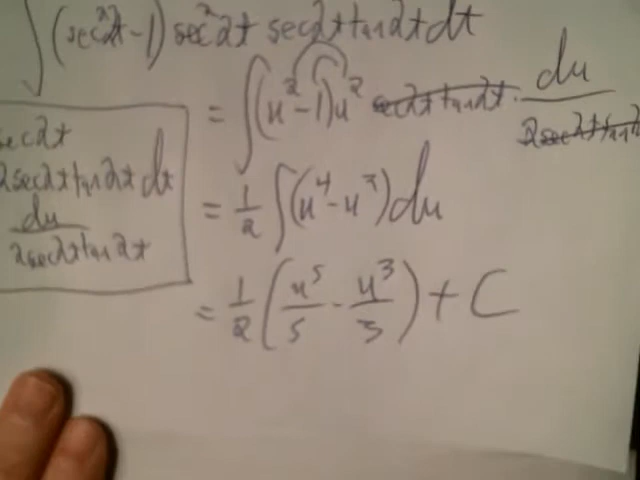 ∫(sec²2t-1) sec²2t sec2t tan2t dt
= ∫(u²-1)u² sec2t tan2t · du/2sec2t tan2
sec2t
2sec2t tan2t dt
du/2sec2t tan2t
= 1/2 ∫(u⁴-u²)du
= 1/2 (u⁵/5 - u³/3) + C